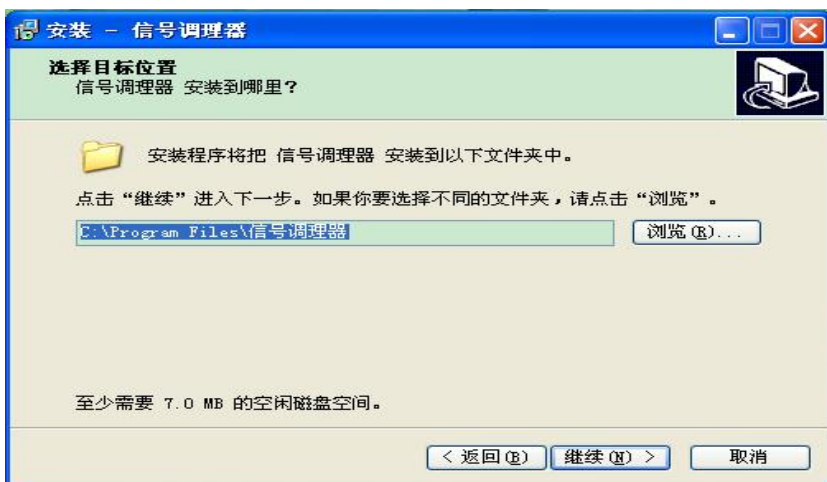 安装 - 信号调理器
选择目标位置
信号调理器 安装到哪里?
安装程序将把 信号调理器 安装到以下文件夹中。
点击“继续”进入下一步。如果你要选择不同的文件夹,请点击“浏览”。
C:\Program Files\信号调理器
浏览(R)...
至少需要 7.0 MB 的空闲磁盘空间。
< 返回(B) 继续(N) > 取消